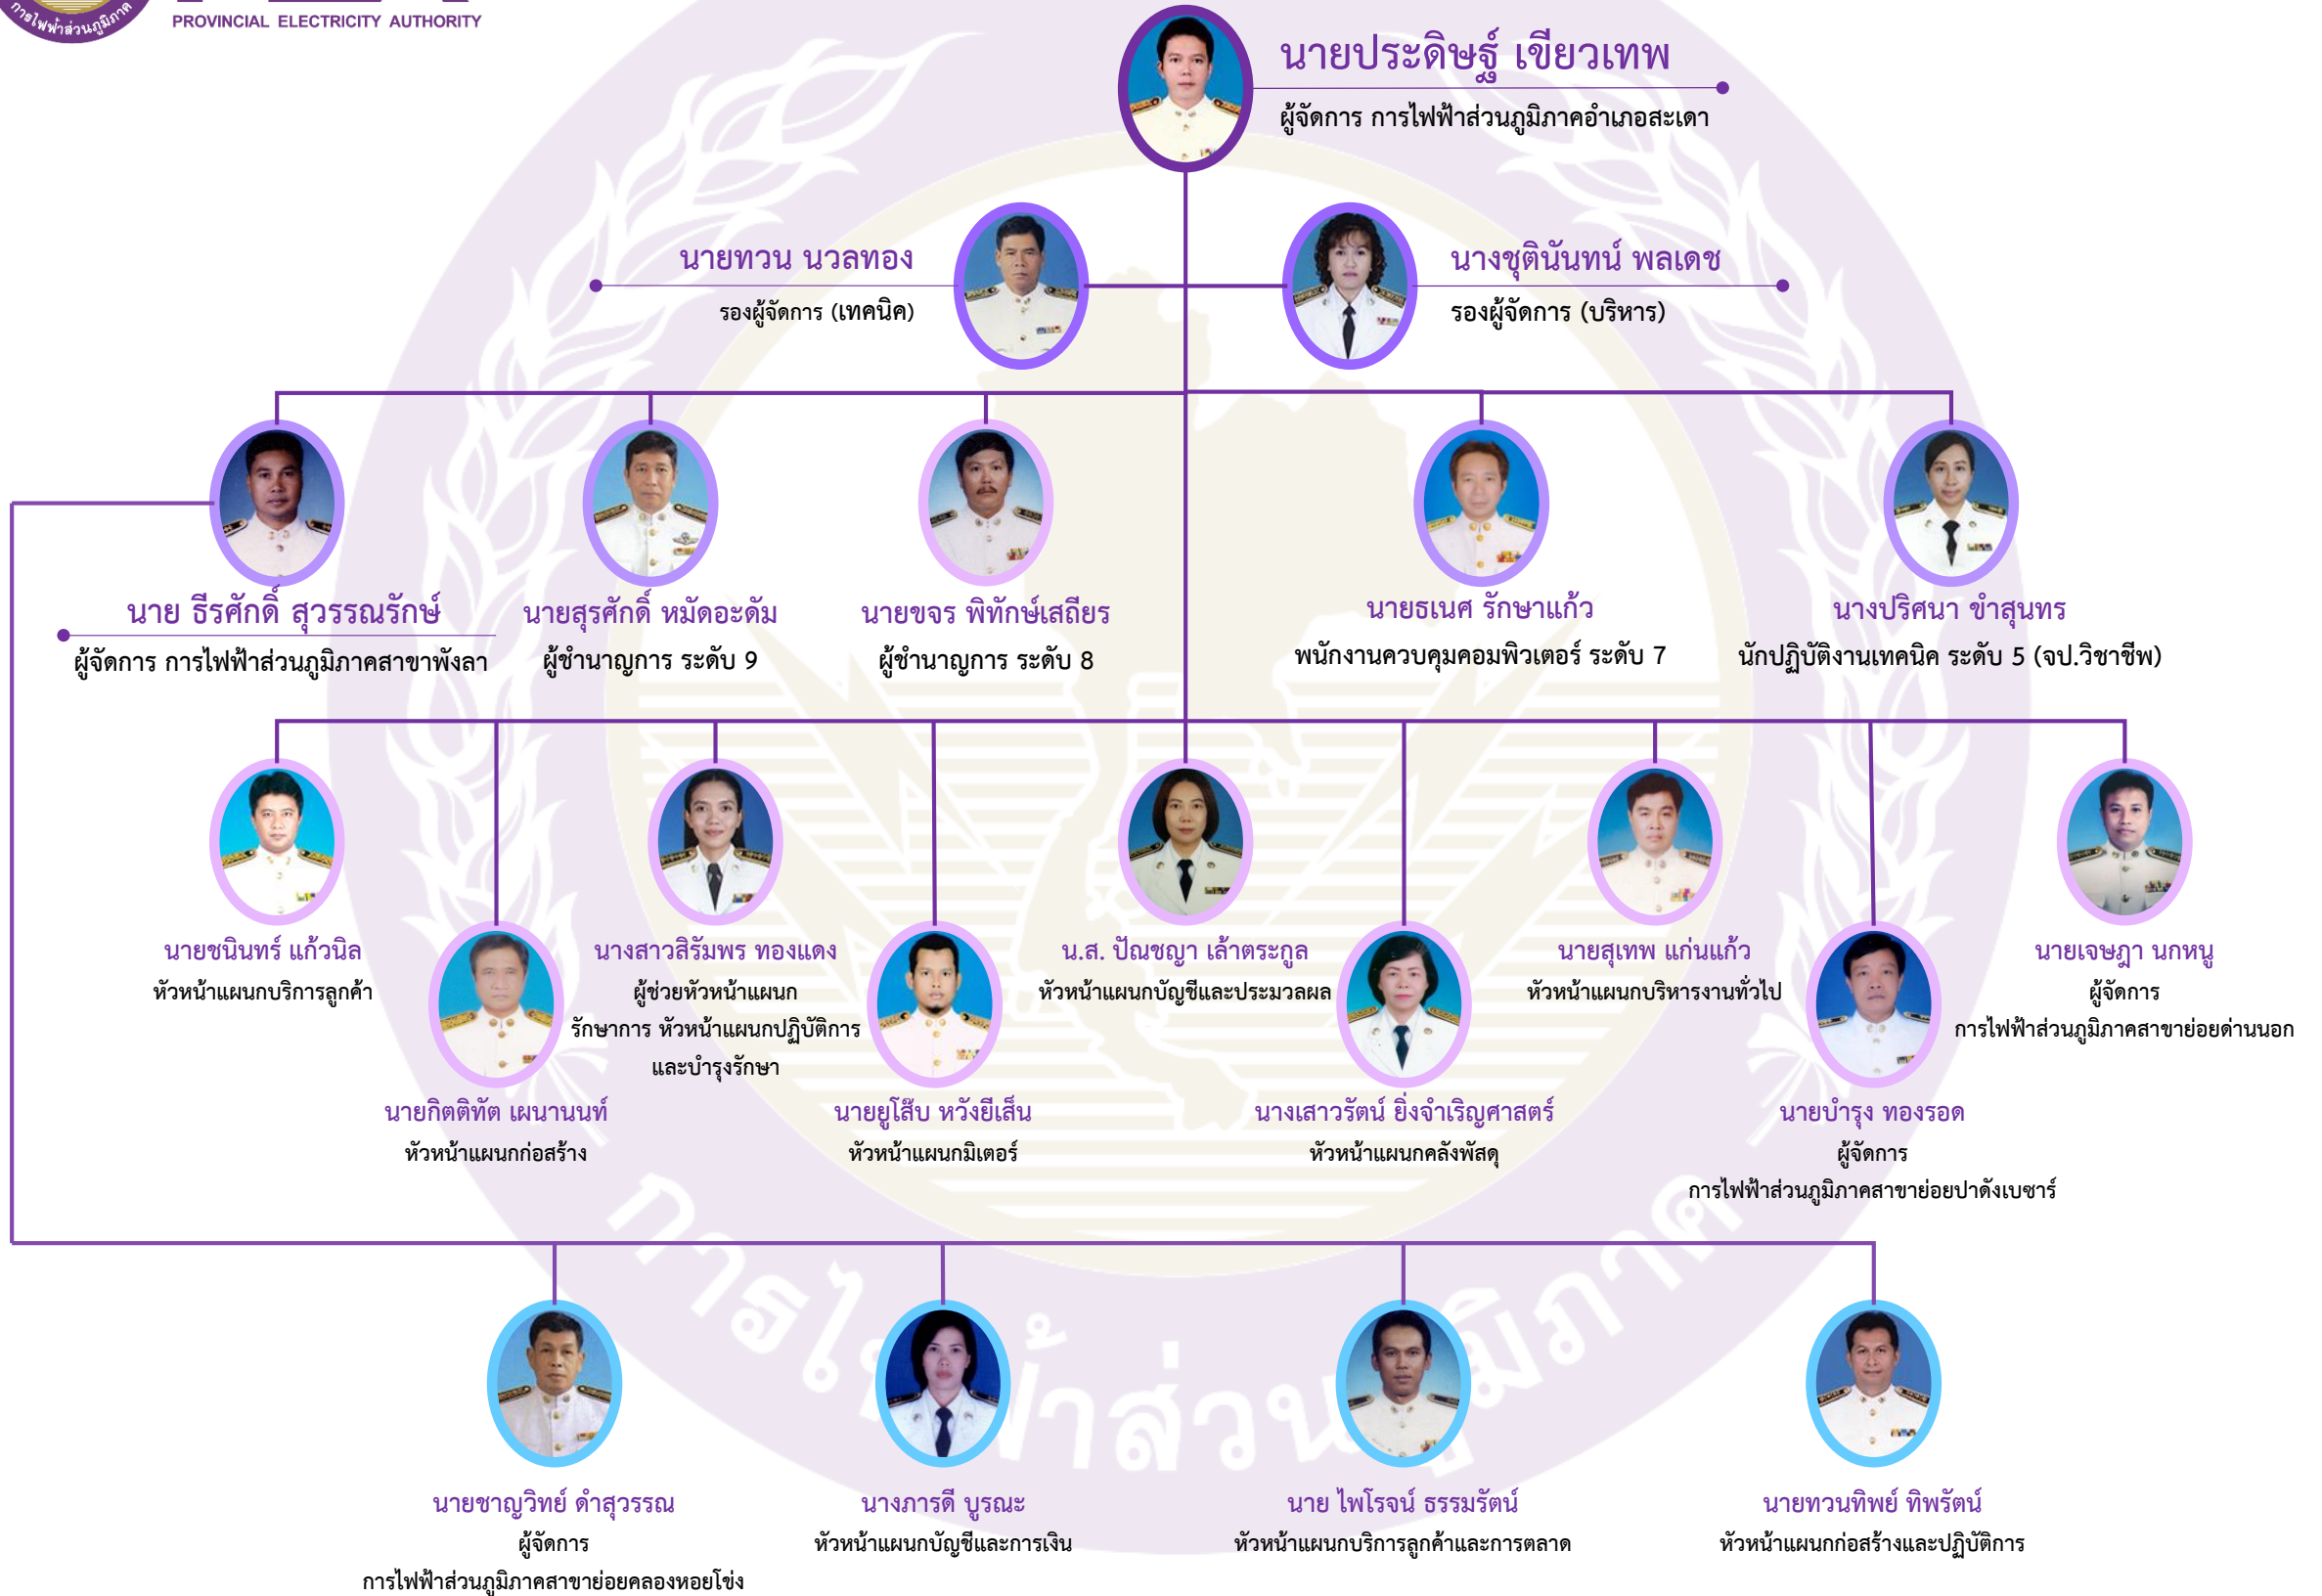 การไฟฟ้าส่วนภูมิภาค
PROVINCIAL ELECTRICITY AUTHORITY
นายประดิษฐ์ เขียวเทพ
ผู้จัดการ การไฟฟ้าส่วนภูมิภาคอำเภอสะเดา
นายทวน นวลทอง
รองผู้จัดการ (เทคนิค)
นางชุตินันทน์ พลเดช
รองผู้จัดการ (บริหาร)
นาย ธีรศักดิ์ สุวรรณรักษ์
ผู้จัดการ การไฟฟ้าส่วนภูมิภาคสาขาพังลา
นายสุรศักดิ์ หมัดอะดัม
ผู้ชำนาญการ ระดับ 9
นายขจร พิทักษ์เสถียร
ผู้ชำนาญการ ระดับ 8
นายธเนศ รักษาแก้ว
พนักงานควบคุมคอมพิวเตอร์ ระดับ 7
นางปริศนา ขำสุนทร
นักปฏิบัติงานเทคนิค ระดับ 5 (จป.วิชาชีพ)
นายชนินทร์ แก้วนิล
หัวหน้าแผนกบริการลูกค้า
นายกิตติทัต เผนานนท์
หัวหน้าแผนกก่อสร้าง
นางสาวสิรัมพร ทองแดง
ผู้ช่วยหัวหน้าแผนก
รักษาการ หัวหน้าแผนกปฏิบัติการ
และบำรุงรักษา
นายยูโส๊บ หวังยีเส็น
หัวหน้าแผนกมิเตอร์
น.ส. ปัณชญา เล้าตระกูล
หัวหน้าแผนกบัญชีและประมวลผล
นางเสาวรัตน์ ยิ่งจำเริญศาสตร์
หัวหน้าแผนกคลังพัสดุ
นายสุเทพ แก่นแก้ว
หัวหน้าแผนกบริหารงานทั่วไป
นายบำรุง ทองรอด
ผู้จัดการ
การไฟฟ้าส่วนภูมิภาคสาขาย่อยปาดังเบซาร์
นายเจษฎา นกหนู
ผู้จัดการ
การไฟฟ้าส่วนภูมิภาคสาขาย่อยด่านนอก
นายชาญวิทย์ ดำสุวรรณ
ผู้จัดการ
การไฟฟ้าส่วนภูมิภาคสาขาย่อยคลองหอยโข่ง
นางภารดี บูรณะ
หัวหน้าแผนกบัญชีและการเงิน
นาย ไพโรจน์ ธรรมรัตน์
หัวหน้าแผนกบริการลูกค้าและการตลาด
นายทวนทิพย์ ทิพรัตน์
หัวหน้าแผนกก่อสร้างและปฏิบัติการ
การไฟฟ้าส่วนภูมิภาค